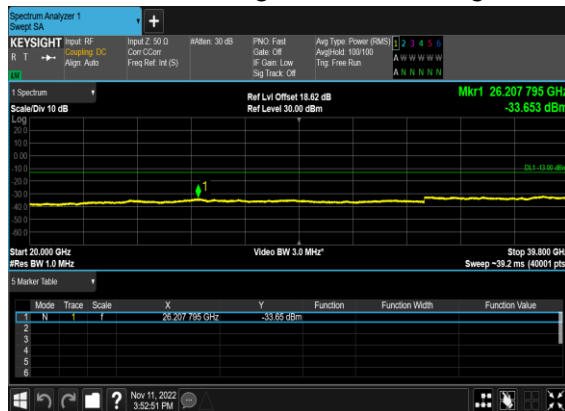 Spectrum Analyzer 1
Swept SA
+
KEYSIGHT Input: RF Input Z: 50 Ω #Atten: 30 dB PNO: Fast Avg Type: Power (RMS) 1 2 3 4 5 6
R T Coupling: DC Corr CCorr Gate: Off Avg|Hold: 100/100 A W W W W W
Align: Auto Freq Ref: Int (S) IF Gain: Low Trig: Free Run
LW Sig Track: Off A N N N N N
1 Spectrum Ref Lvl Offset 18.62 dB Mkr1 26.207 795 GHz
Scale/Div 10 dB Ref Level 30.00 dBm -33.653 dBm
Log
20.0
10.0
0.00
-10.0 DL1 -13.00 dBm
-20.0
-30.0 1
-40.0
-50.0
-60.0
Start 20.000 GHz Video BW 3.0 MHz* Stop 39.800 GHz
#Res BW 1.0 MHz Sweep ~39.2 ms (40001 pts)
5 Marker Table
Mode Trace Scale X Y Function Function Width Function Value
1 N 1 f 26.207 795 GHz -33.65 dBm
2
3
4
5
6
? Nov 11, 2022
3:52:51 PM